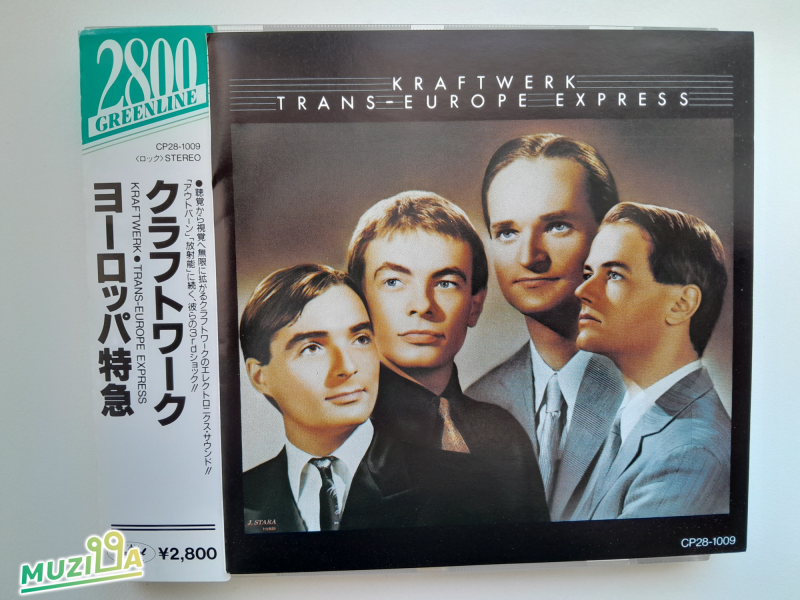 2800
GREENLINE
CP28-1009
〈ロック〉STEREO
●聴覚から視覚へ無限に拡がるクラフトワークのエレクトロニクス・サウンド!!
「アウトバーン」「放射能」に続く、彼らの3rdショック!!
クラフトワーク
KRAFTWERK●TRANS-EUROPE EXPRESS
ヨーロッパ特急
¥2,800
KRAFTWERK
TRANS-EUROPE EXPRESS
J. STARA
CP28-1009
MUZILLA